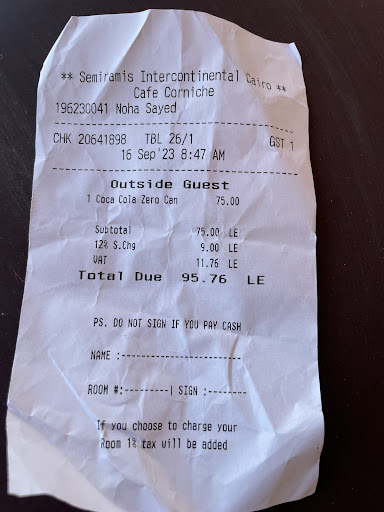 ** Semiramis Intercontinental Cairo **
Cafe Corniche
196230041 Noha Sayed
CHK 20641898 TBL 26/1 GST 1
16 Sep'23 8:47 AM
Outside Guest
1 Coca Cola Zero Can 75.00
Subtotal 75.00 LE
12% S.Chg 9.00 LE
VAT 11.76 LE
Total Due 95.76 LE
PS. DO NOT SIGN IF YOU PAY CASH
NAME :--------------------
ROOM #:--------| SIGN :-------
If you choose to charge your
Room 1% tax will be added